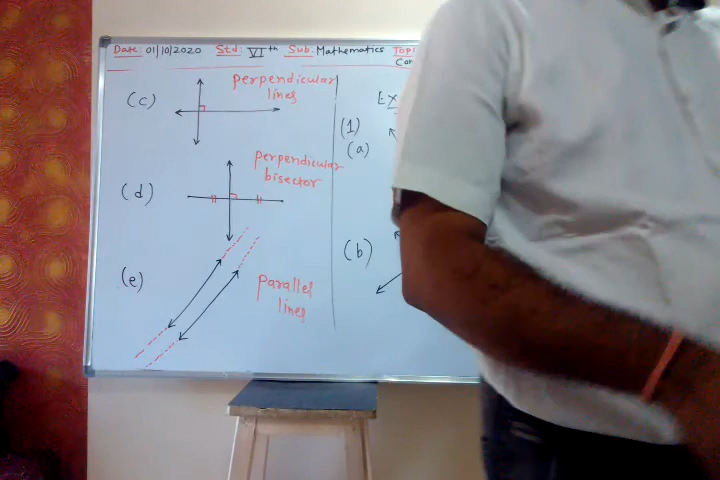 Date: 01/10/2020 Std: VIth Sub: Mathematics
(c) perpendicular
lines
(d) perpendicular
bisector
(e) parallel
lines
(1)
(a)
(b)